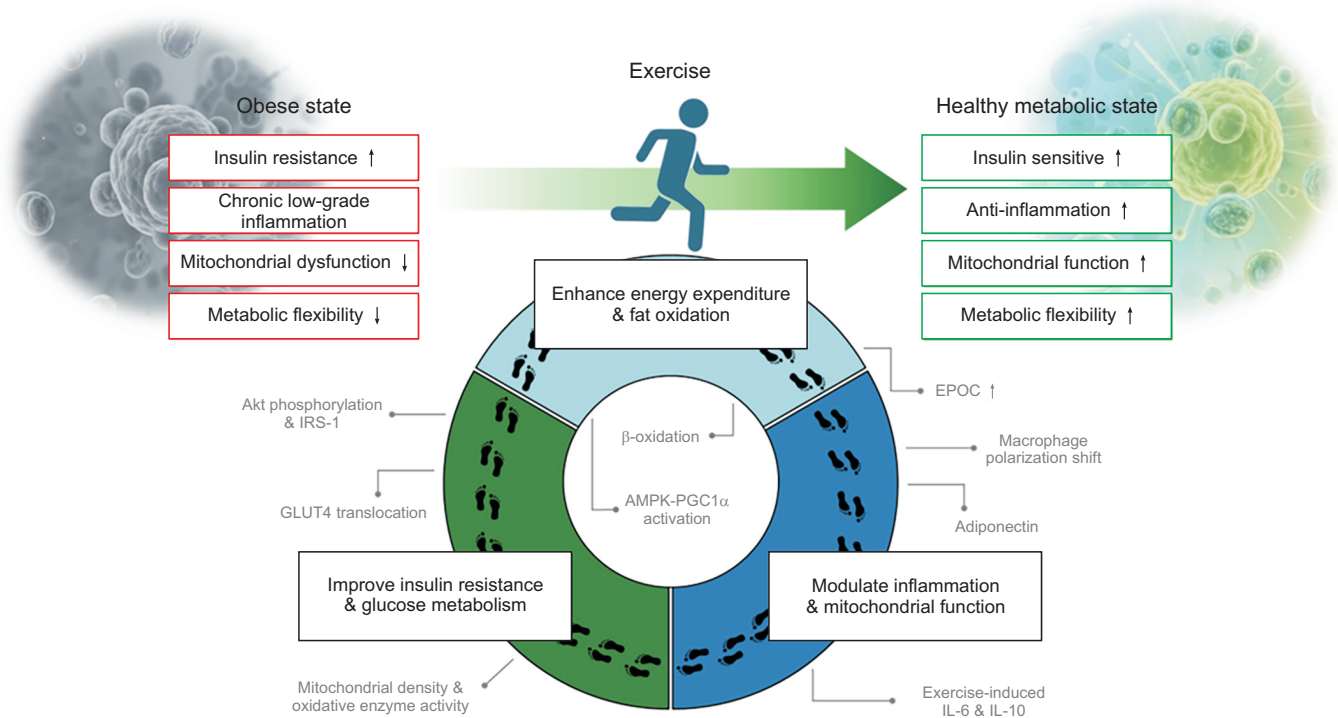 Exercise
Obese state
Insulin resistance ↑
Chronic low-grade
inflammation
Mitochondrial dysfunction ↓
Metabolic flexibility ↓
Healthy metabolic state
Insulin sensitive ↑
Anti-inflammation ↑
Mitochondrial function ↑
Metabolic flexibility ↑
Enhance energy expenditure
& fat oxidation
EPOC ↑
β-oxidation
AMPK-PGC1α
activation
Akt phosphorylation
& IRS-1
GLUT4 translocation
Improve insulin resistance
& glucose metabolism
Mitochondrial density &
oxidative enzyme activity
Macrophage
polarization shift
Adiponectin
Modulate inflammation
& mitochondrial function
Exercise-induced
IL-6 & IL-10